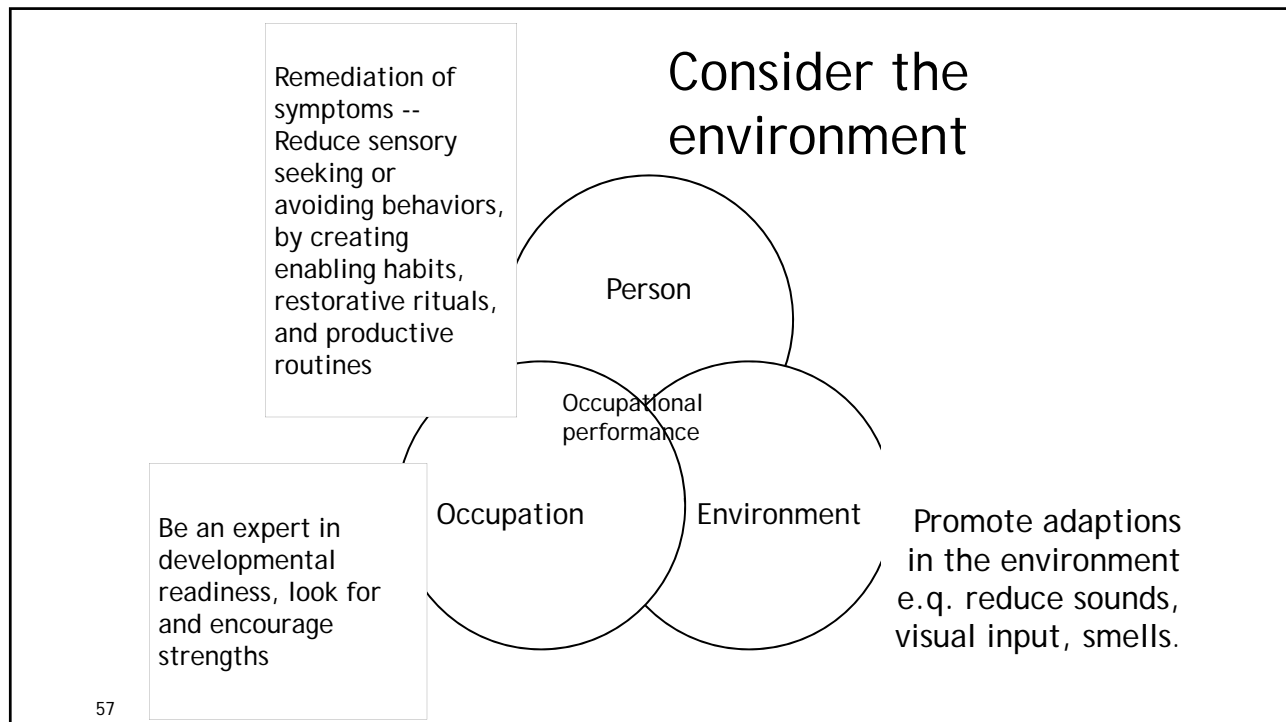 Consider the
environment
Remediation of
symptoms --
Reduce sensory
seeking or
avoiding behaviors,
by creating
enabling habits,
restorative rituals,
and productive
routines
Person
Occupational
performance
Occupation
Environment
Be an expert in
developmental
readiness, look for
and encourage
strengths
Promote adaptions
in the environment
e.q. reduce sounds,
visual input, smells.
57